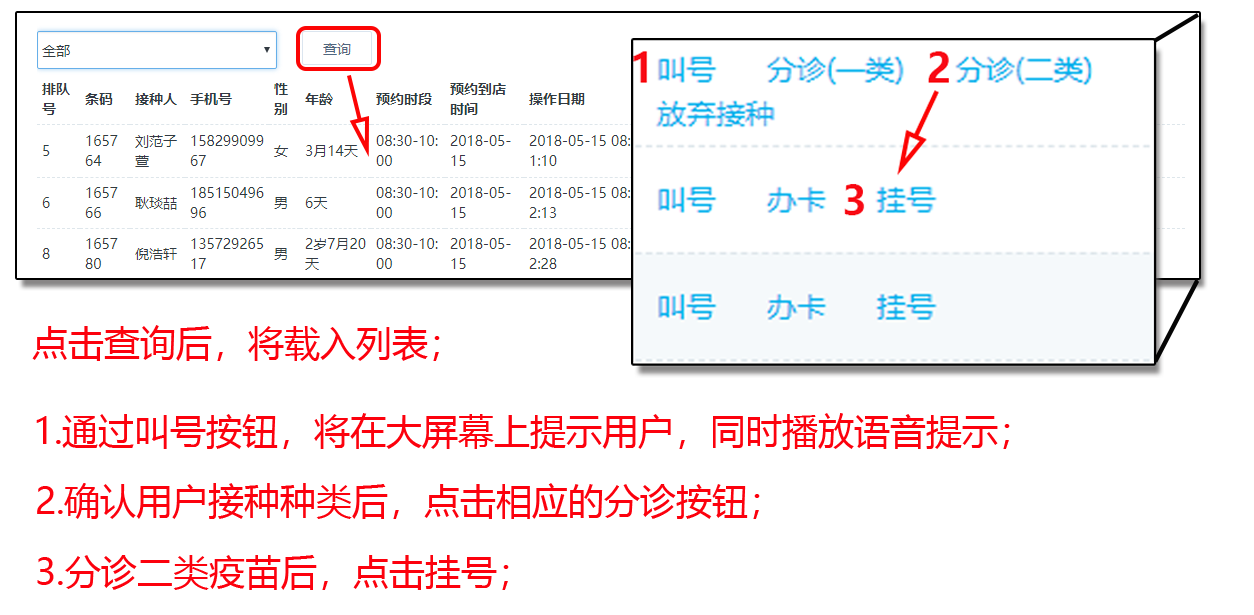 全部 查询
排队号 条码 接种人 手机号 性别 年龄 预约时段 预约到店时间 操作日期
5 165764 刘范子萱 15829909967 女 3月14天 08:30-10:00 2018-05-15 2018-05-15 08:1:10
6 165766 耿琰喆 18515049696 男 6天 08:30-10:00 2018-05-15 2018-05-15 08:2:13
8 165780 倪浩轩 13572926517 男 2岁7月20天 08:30-10:00 2018-05-15 2018-05-15 08:2:28
1 叫号 分诊(一类) 2 分诊(二类)
放弃接种
叫号 办卡 3 挂号
叫号 办卡 挂号
点击查询后，将载入列表；
1.通过叫号按钮，将在大屏幕上提示用户，同时播放语音提示；
2.确认用户接种种类后，点击相应的分诊按钮；
3.分诊二类疫苗后，点击挂号；